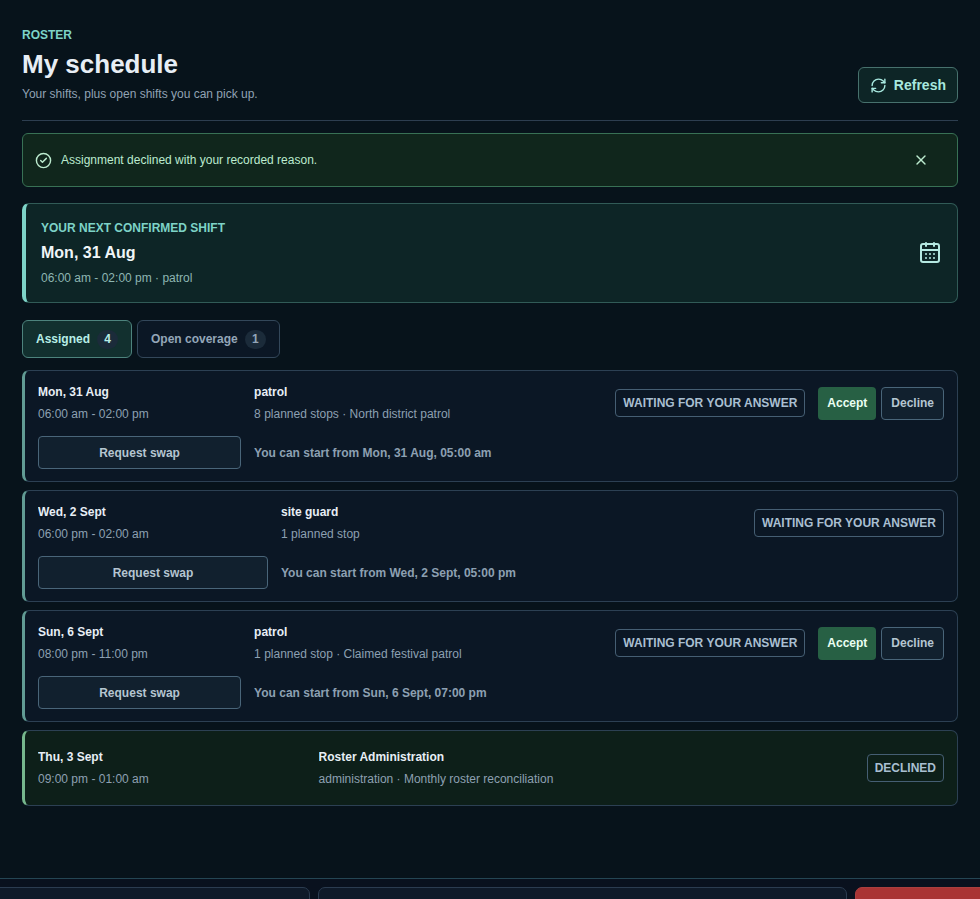 ROSTER
My schedule
Your shifts, plus open shifts you can pick up.
Refresh
Assignment declined with your recorded reason.
YOUR NEXT CONFIRMED SHIFT
Mon, 31 Aug
06:00 am - 02:00 pm · patrol
Assigned 4
Open coverage 1
Mon, 31 Aug
06:00 am - 02:00 pm
patrol
8 planned stops · North district patrol
WAITING FOR YOUR ANSWER
Accept
Decline
Request swap
You can start from Mon, 31 Aug, 05:00 am
Wed, 2 Sept
06:00 pm - 02:00 am
site guard
1 planned stop
WAITING FOR YOUR ANSWER
Request swap
You can start from Wed, 2 Sept, 05:00 pm
Sun, 6 Sept
08:00 pm - 11:00 pm
patrol
1 planned stop · Claimed festival patrol
WAITING FOR YOUR ANSWER
Accept
Decline
Request swap
You can start from Sun, 6 Sept, 07:00 pm
Thu, 3 Sept
09:00 pm - 01:00 am
Roster Administration
administration · Monthly roster reconciliation
DECLINED